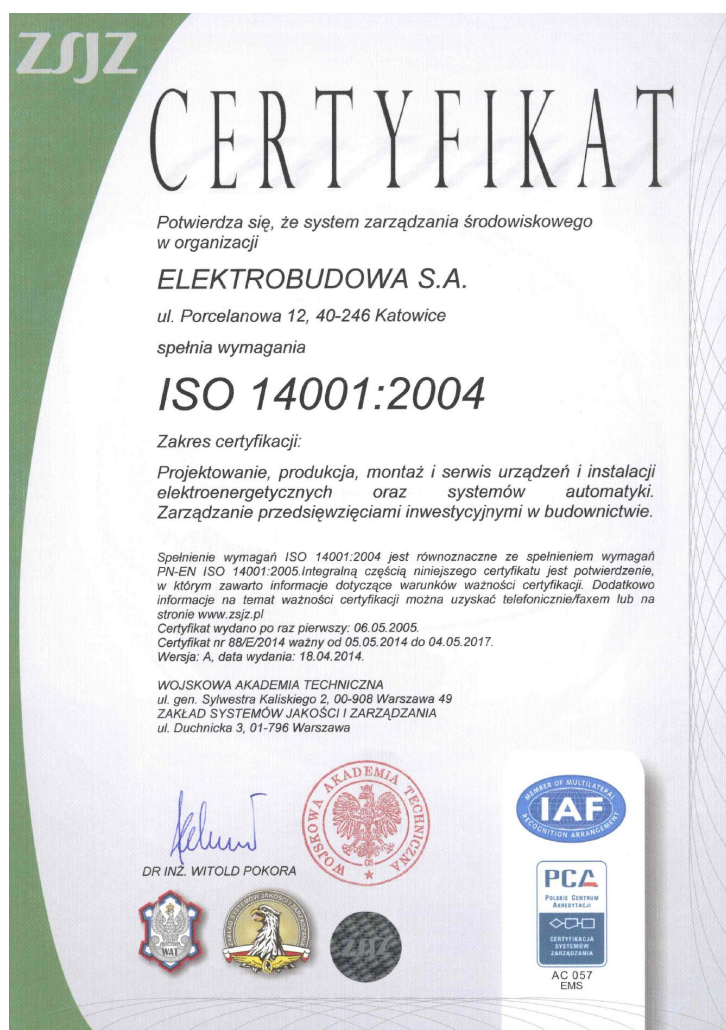 ZSJZ
CERTYFIKAT
Potwierdza się, że system zarządzania środowiskowego
w organizacji
ELEKTROBUDOWA S.A.
ul. Porcelanowa 12, 40-246 Katowice
spełnia wymagania
ISO 14001:2004
Zakres certyfikacji:
Projektowanie, produkcja, montaż i serwis urządzeń i instalacji
elektroenergetycznych oraz systemów automatyki.
Zarządzanie przedsięwzięciami inwestycyjnymi w budownictwie.
Spełnienie wymagań ISO 14001:2004 jest równoznaczne ze spełnieniem wymagań
PN-EN ISO 14001:2005.Integralną częścią niniejszego certyfikatu jest potwierdzenie,
w którym zawarto informacje dotyczące warunków ważności certyfikacji. Dodatkowo
informacje na temat ważności certyfikacji można uzyskać telefonicznie/faxem lub na
stronie www.zsjz.pl
Certyfikat wydano po raz pierwszy: 06.05.2005.
Certyfikat nr 88/E/2014 ważny od 05.05.2014 do 04.05.2017.
Wersja: A, data wydania: 18.04.2014.
WOJSKOWA AKADEMIA TECHNICZNA
ul. gen. Sylwestra Kaliskiego 2, 00-908 Warszawa 49
ZAKŁAD SYSTEMÓW JAKOŚCI I ZARZĄDZANIA
ul. Duchnicka 3, 01-796 Warszawa
WOJSKOWA AKADEMIA TECHNICZNA
DR INŻ. WITOLD POKORA
WAT
ZAKŁAD SYSTEMÓW JAKOŚCI I ZARZĄDZANIA
ZSJZ
MEMBER OF MULTILATERAL
IAF
RECOGNITION ARRANGEMENT
PCA
POLSKIE CENTRUM
AKREDYTACJI
CERTYFIKACJA
SYSTEMÓW
ZARZĄDZANIA
AC 057
EMS